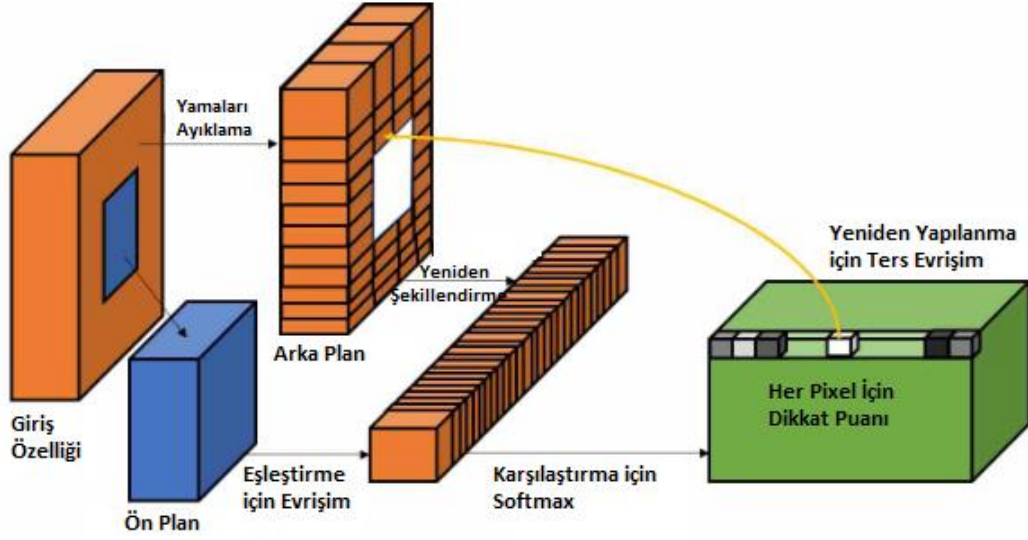 Yamaları
Ayıklama
Yeniden Yapılanma
için Ters Evrişim
Yeniden
Şekillendirme
Arka Plan
Her Pixel İçin
Dikkat Puanı
Giriş
Özelliği
Eşleştirme
için Evrişim
Karşılaştırma için
Softmax
Ön Plan